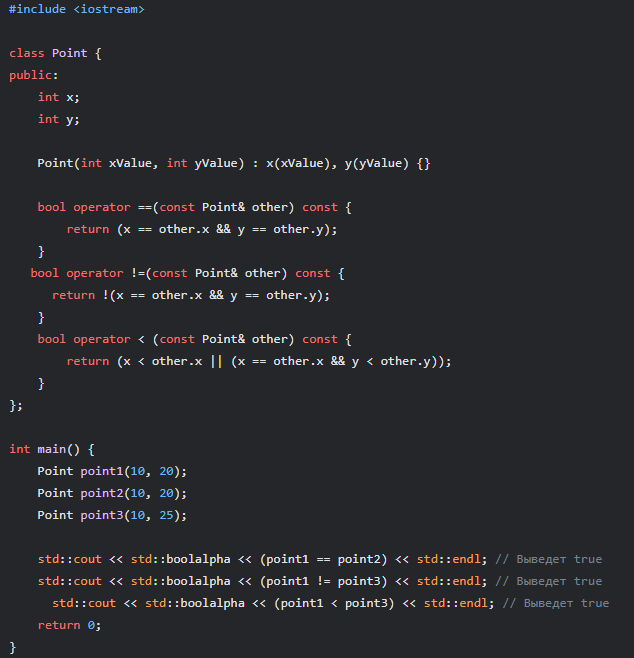 #include <iostream>

class Point {
public:
    int x;
    int y;

    Point(int xValue, int yValue) : x(xValue), y(yValue) {}

    bool operator ==(const Point& other) const {
        return (x == other.x && y == other.y);
    }
   bool operator !=(const Point& other) const {
      return !(x == other.x && y == other.y);
    }
    bool operator < (const Point& other) const {
        return (x < other.x || (x == other.x && y < other.y));
    }
};

int main() {
    Point point1(10, 20);
    Point point2(10, 20);
    Point point3(10, 25);

    std::cout << std::boolalpha << (point1 == point2) << std::endl; // Выведет true
    std::cout << std::boolalpha << (point1 != point3) << std::endl; // Выведет true
      std::cout << std::boolalpha << (point1 < point3) << std::endl; // Выведет true
    return 0;
}